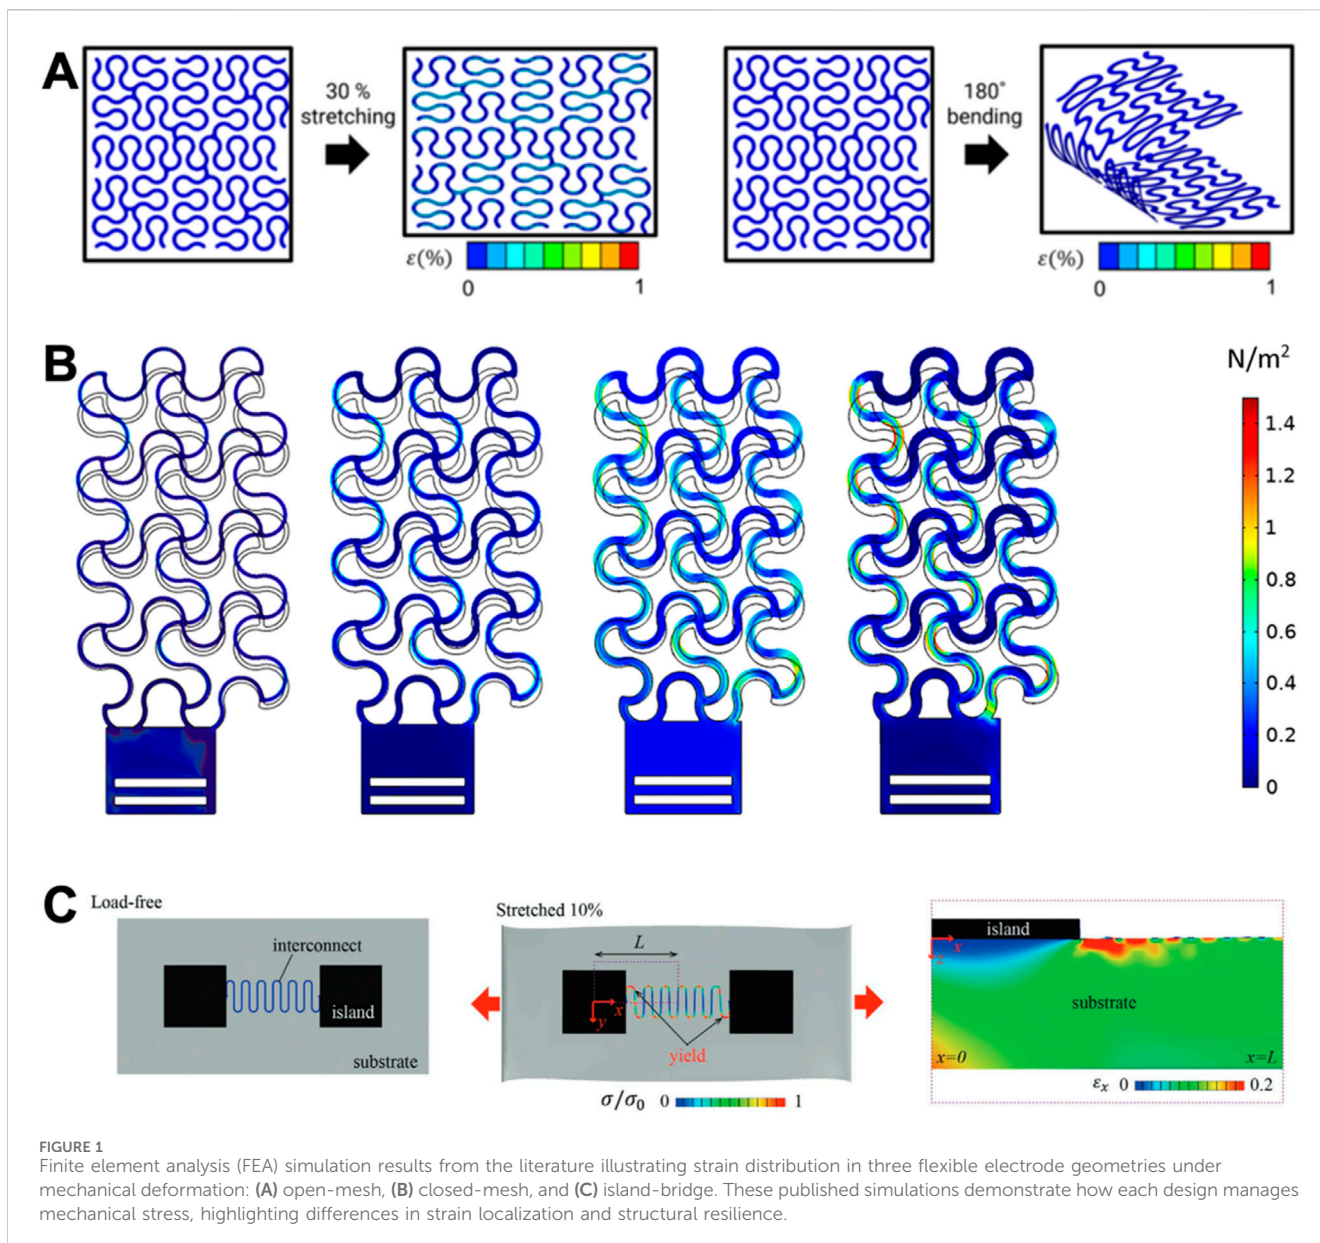 A
30 %
stretching
180°
bending
ε(%)
0
1
ε(%)
0
1
B
N/m²
1.4
1.2
1
0.8
0.6
0.4
0.2
0
C
Load-free
interconnect
island
substrate
Stretched 10%
L
x
y
yield
σ/σ₀ 0 1
island
x
z
substrate
x=0
x=L
εₓ 0 0.2
FIGURE 1
Finite element analysis (FEA) simulation results from the literature illustrating strain distribution in three flexible electrode geometries under
mechanical deformation: (A) open-mesh, (B) closed-mesh, and (C) island-bridge. These published simulations demonstrate how each design manages
mechanical stress, highlighting differences in strain localization and structural resilience.